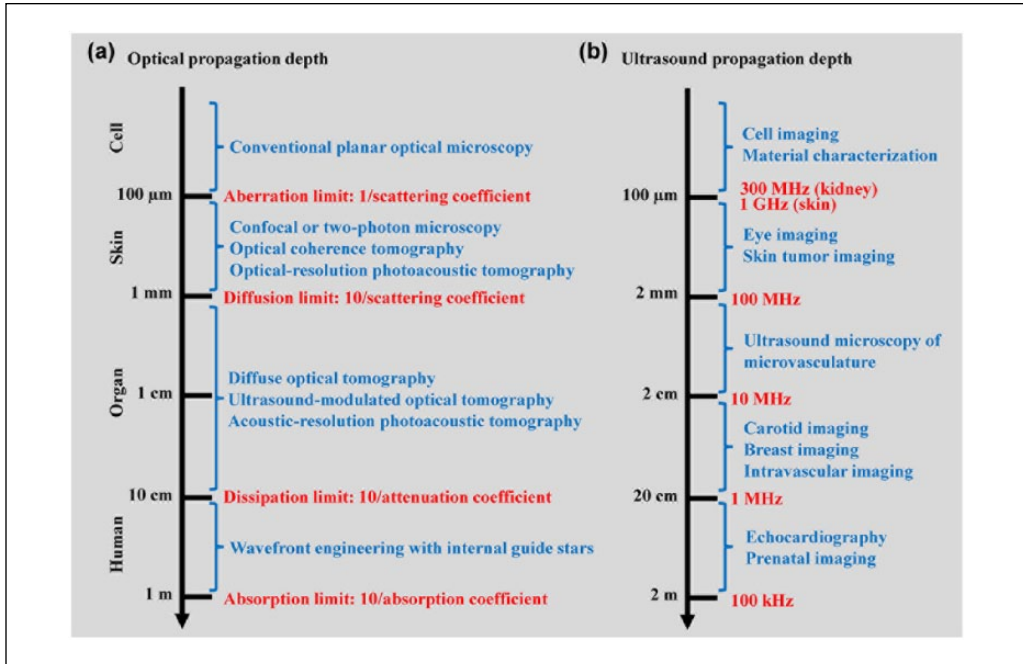 (a) Optical propagation depth
Cell
Conventional planar optical microscopy
100 μm
Aberration limit: 1/scattering coefficient
Skin
Confocal or two-photon microscopy
Optical coherence tomography
Optical-resolution photoacoustic tomography
1 mm
Diffusion limit: 10/scattering coefficient
Organ
Diffuse optical tomography
1 cm
Ultrasound-modulated optical tomography
Acoustic-resolution photoacoustic tomography
10 cm
Dissipation limit: 10/attenuation coefficient
Human
Wavefront engineering with internal guide stars
1 m
Absorption limit: 10/absorption coefficient
(b) Ultrasound propagation depth
Cell imaging
Material characterization
100 μm
300 MHz (kidney)
1 GHz (skin)
Eye imaging
Skin tumor imaging
2 mm
100 MHz
Ultrasound microscopy of
microvasculature
2 cm
10 MHz
Carotid imaging
Breast imaging
Intravascular imaging
20 cm
1 MHz
Echocardiography
Prenatal imaging
2 m
100 kHz